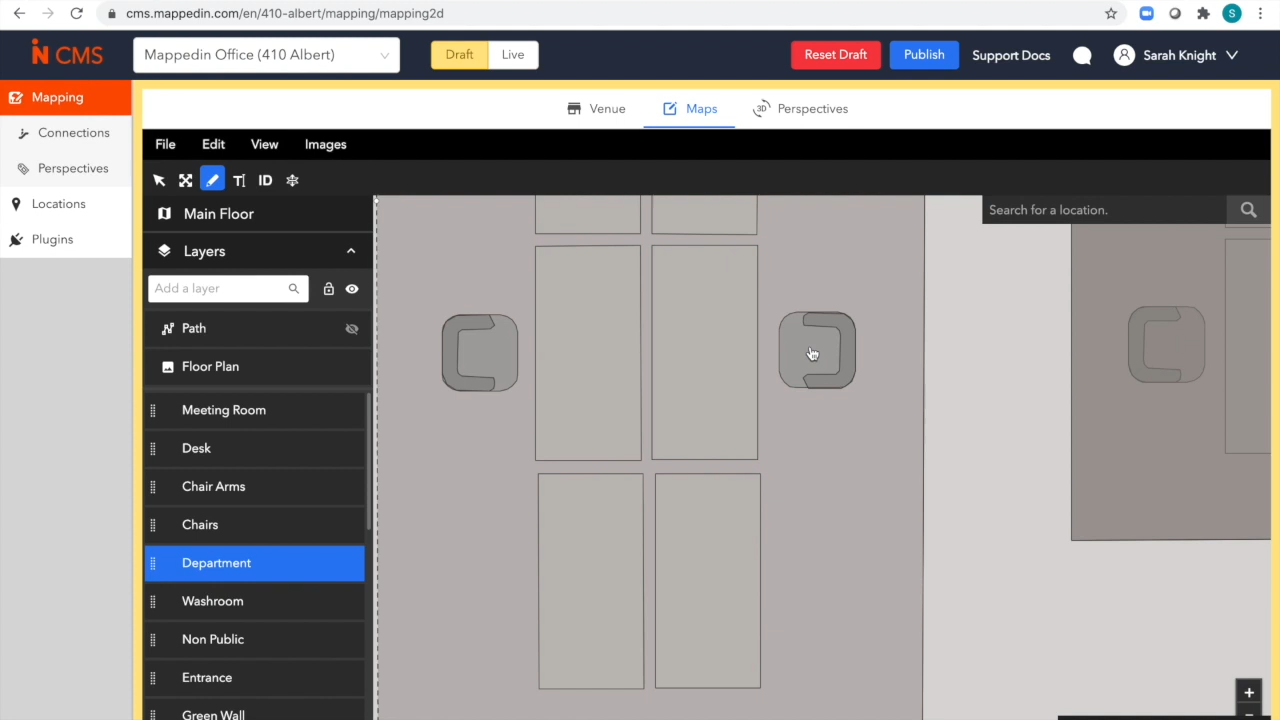 cms.mappedin.com/en/410-albert/mapping/mapping2d
S
CMS
Mappedin Office (410 Albert)
Draft
Live
Reset Draft
Publish
Support Docs
Sarah Knight
Mapping
Connections
Perspectives
Locations
Plugins
Venue
Maps
3D
Perspectives
File
Edit
View
Images
T
ID
Main Floor
Search for a location.
Layers
Add a layer
Path
Floor Plan
Meeting Room
Desk
Chair Arms
Chairs
Department
Washroom
Non Public
Entrance
Green Wall
+